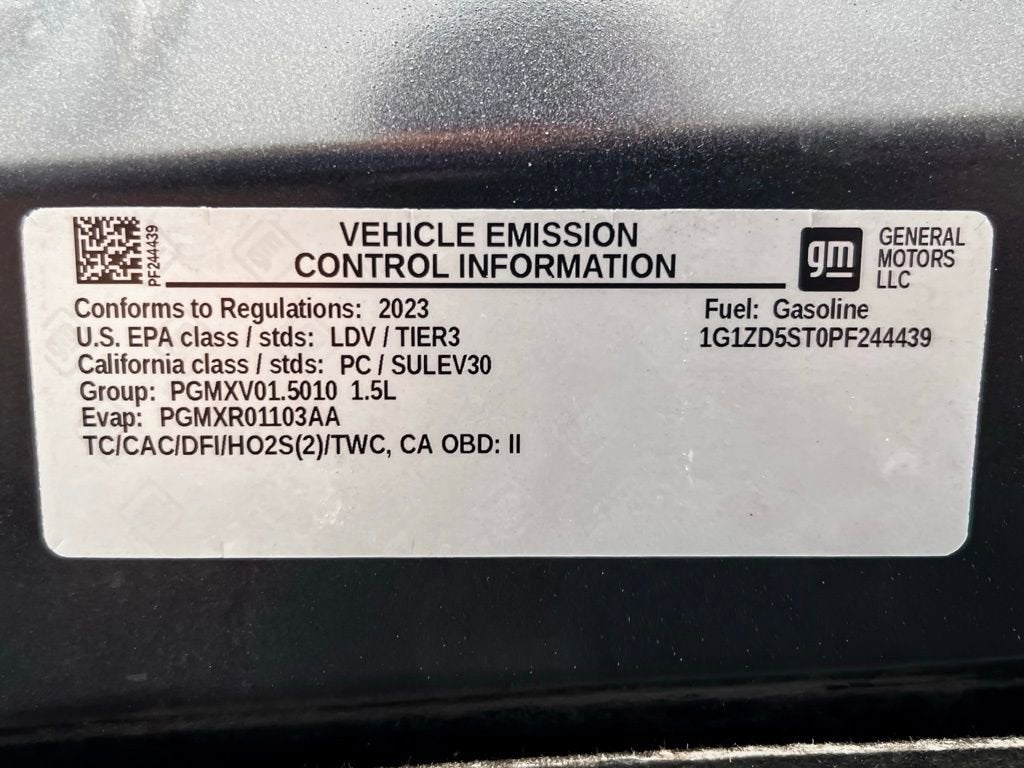 PF244439
VEHICLE EMISSION
CONTROL INFORMATION
gm
GENERAL
MOTORS
LLC
Conforms to Regulations: 2023
Fuel: Gasoline
U.S. EPA class / stds: LDV / TIER3
1G1ZD5ST0PF244439
California class / stds: PC / SULEV30
Group: PGMXV01.5010 1.5L
Evap: PGMXR01103AA
TC/CAC/DFI/HO2S(2)/TWC, CA OBD: II